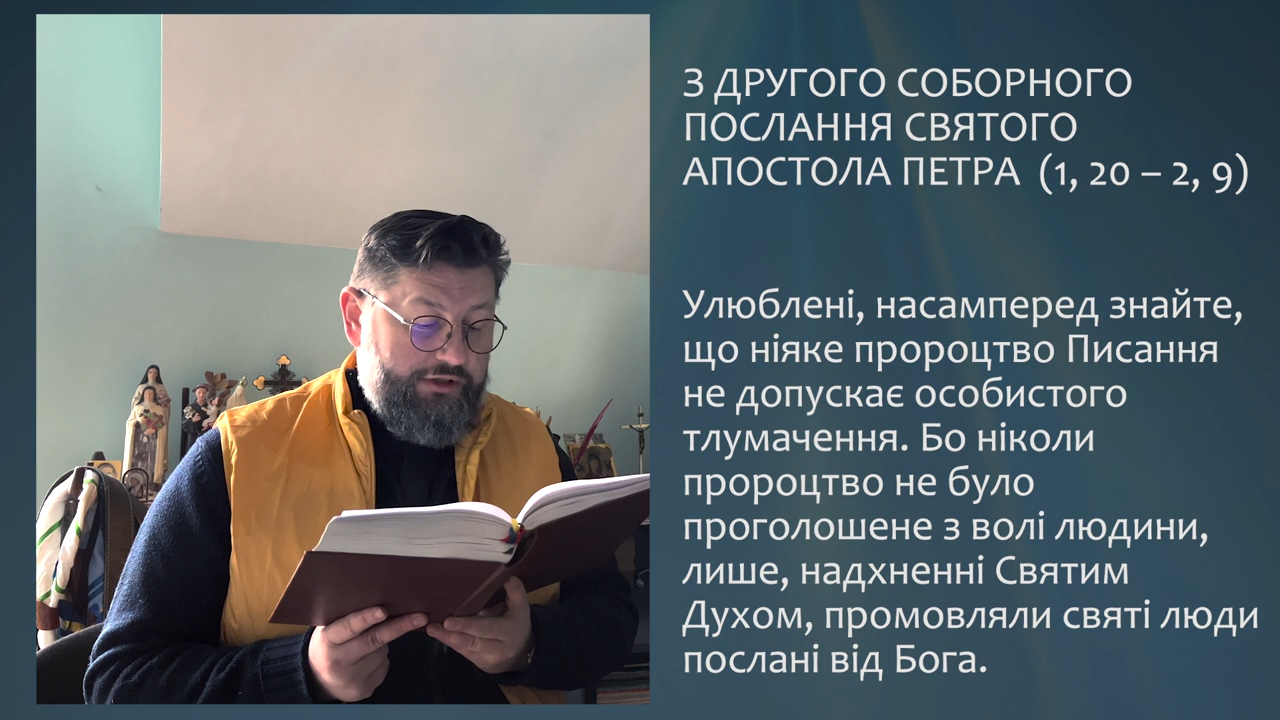 З ДРУГОГО СОБОРНОГО
ПОСЛАННЯ СВЯТОГО
АПОСТОЛА ПЕТРА (1, 20 – 2, 9)
Улюблені, насамперед знайте,
що ніяке пророцтво Писання
не допускає особистого
тлумачення. Бо ніколи
пророцтво не було
проголошене з волі людини,
лише, надхненні Святим
Духом, промовляли святі люди
послані від Бога.